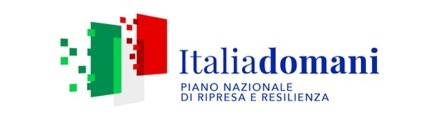 Italiadomani
PIANO NAZIONALE
DI RIPRESA E RESILIENZA